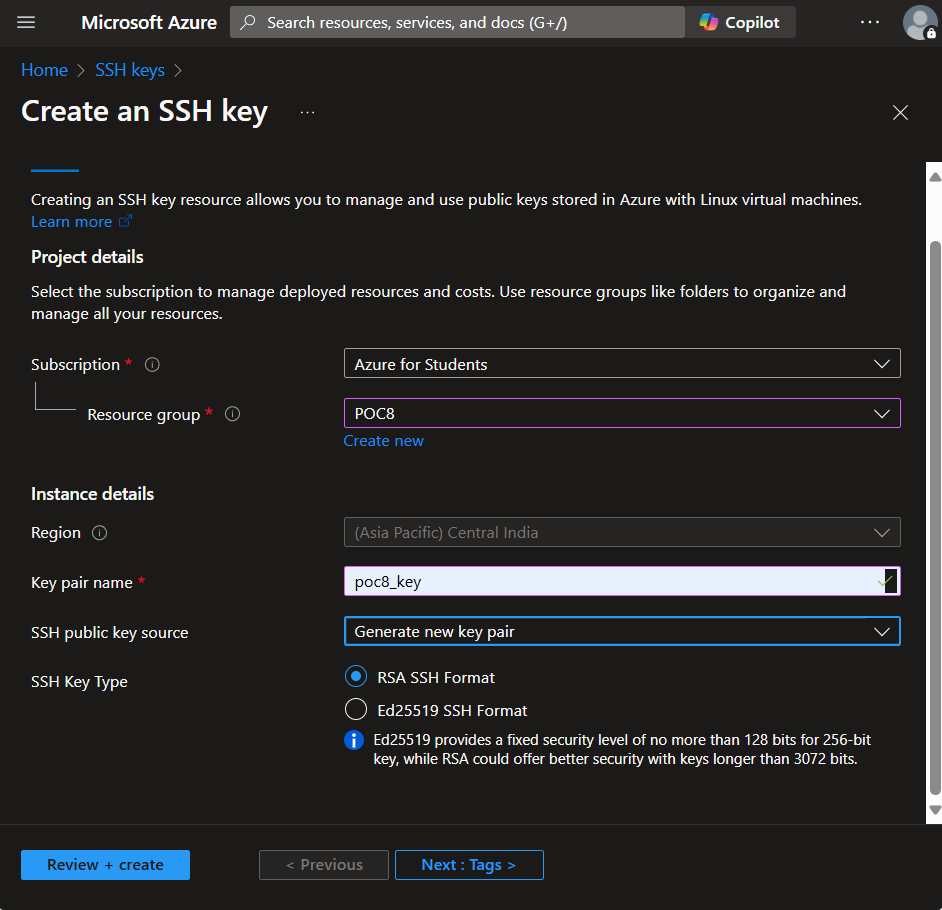 Microsoft Azure
Search resources, services, and docs (G+/)
Copilot
Home > SSH keys >
Create an SSH key
Creating an SSH key resource allows you to manage and use public keys stored in Azure with Linux virtual machines.
Learn more
Project details
Select the subscription to manage deployed resources and costs. Use resource groups like folders to organize and
manage all your resources.
Subscription *
Azure for Students
Resource group *
POC8
Create new
Instance details
Region
(Asia Pacific) Central India
Key pair name *
poc8_key
SSH public key source
Generate new key pair
SSH Key Type
RSA SSH Format
Ed25519 SSH Format
Ed25519 provides a fixed security level of no more than 128 bits for 256-bit
key, while RSA could offer better security with keys longer than 3072 bits.
Review + create
< Previous
Next : Tags >